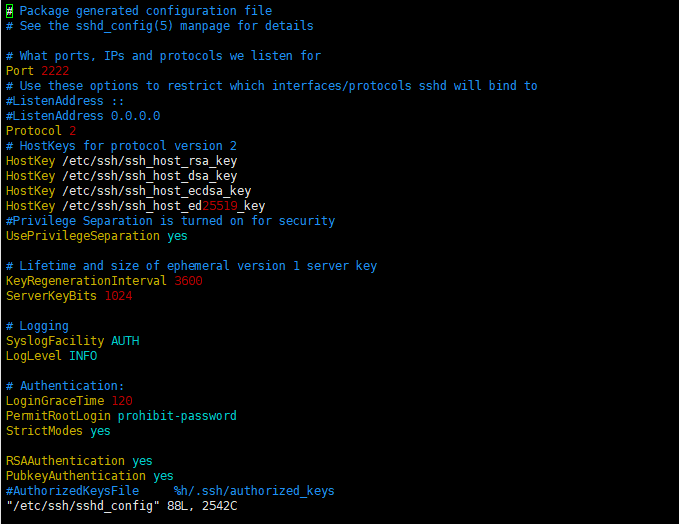 # Package generated configuration file
# See the sshd_config(5) manpage for details
# What ports, IPs and protocols we listen for
Port 2222
# Use these options to restrict which interfaces/protocols sshd will bind to
#ListenAddress ::
#ListenAddress 0.0.0.0
Protocol 2
# HostKeys for protocol version 2
HostKey /etc/ssh/ssh_host_rsa_key
HostKey /etc/ssh/ssh_host_dsa_key
HostKey /etc/ssh/ssh_host_ecdsa_key
HostKey /etc/ssh/ssh_host_ed25519_key
#Privilege Separation is turned on for security
UsePrivilegeSeparation yes
# Lifetime and size of ephemeral version 1 server key
KeyRegenerationInterval 3600
ServerKeyBits 1024
# Logging
SyslogFacility AUTH
LogLevel INFO
# Authentication:
LoginGraceTime 120
PermitRootLogin prohibit-password
StrictModes yes
RSAAuthentication yes
PubkeyAuthentication yes
#AuthorizedKeysFile     %h/.ssh/authorized_keys
"/etc/ssh/sshd_config" 88L, 2542C